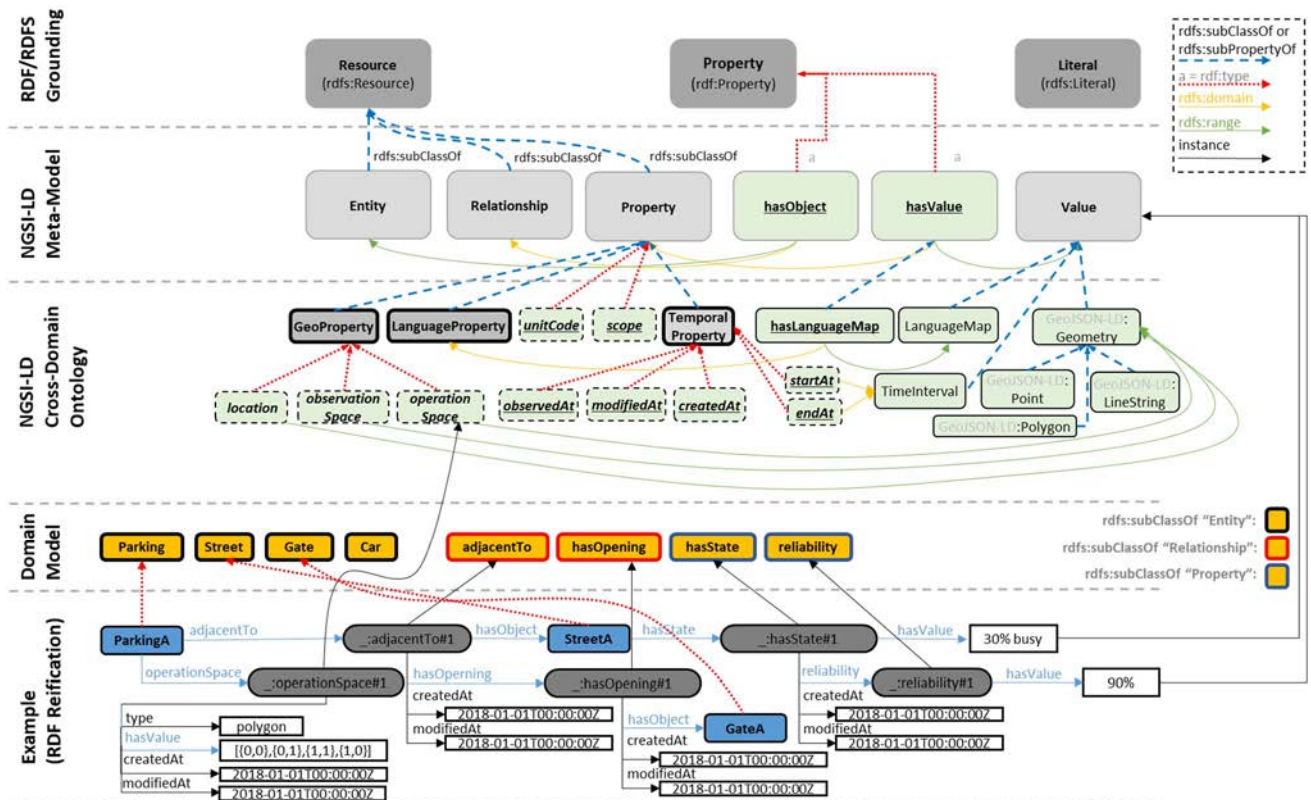 RDF/RDFS
Grounding
Resource
(rdfs:Resource)
Property
(rdf:Property)
Literal
(rdfs:Literal)
rdfs:subClassOf or
rdfs:subPropertyOf
a = rdf:type
rdfs:domain
rdfs:range
instance
NGSI-LD
Meta-Model
rdfs:subClassOf
rdfs:subClassOf
rdfs:subClassOf
a
a
Entity
Relationship
Property
hasObject
hasValue
Value
NGSI-LD
Cross-Domain
Ontology
GeoProperty
LanguageProperty
unitCode
scope
Temporal
Property
hasLanguageMap
LanguageMap
GeoJSON-LD:
Geometry
location
observation
Space
operation
Space
observedAt
modifiedAt
createdAt
startAt
endAt
TimeInterval
GeoJSON-LD:
Point
GeoJSON-LD:
LineString
GeoJSON-LD:Polygon
Domain
Model
Parking
Street
Gate
Car
adjacentTo
hasOpening
hasState
reliability
rdfs:subClassOf "Entity":
rdfs:subClassOf "Relationship":
rdfs:subClassOf "Property":
Example
(RDF Reification)
ParkingA
adjacentTo
_:adjacentTo#1
hasObject
StreetA
hasState
_:hasState#1
hasValue
30% busy
operationSpace
_:operationSpace#1
hasOperning
_:hasOpening#1
reliability
_:reliability#1
hasValue
90%
createdAt
2018-01-01T00:00:00Z
modifiedAt
2018-01-01T00:00:00Z
createdAt
2018-01-01T00:00:00Z
modifiedAt
2018-01-01T00:00:00Z
type
polygon
hasValue
[[{0,0},{0,1},{1,1},{1,0}]]
createdAt
2018-01-01T00:00:00Z
modifiedAt
2018-01-01T00:00:00Z
hasObject
GateA
createdAt
2018-01-01T00:00:00Z
modifiedAt
2018-01-01T00:00:00Z